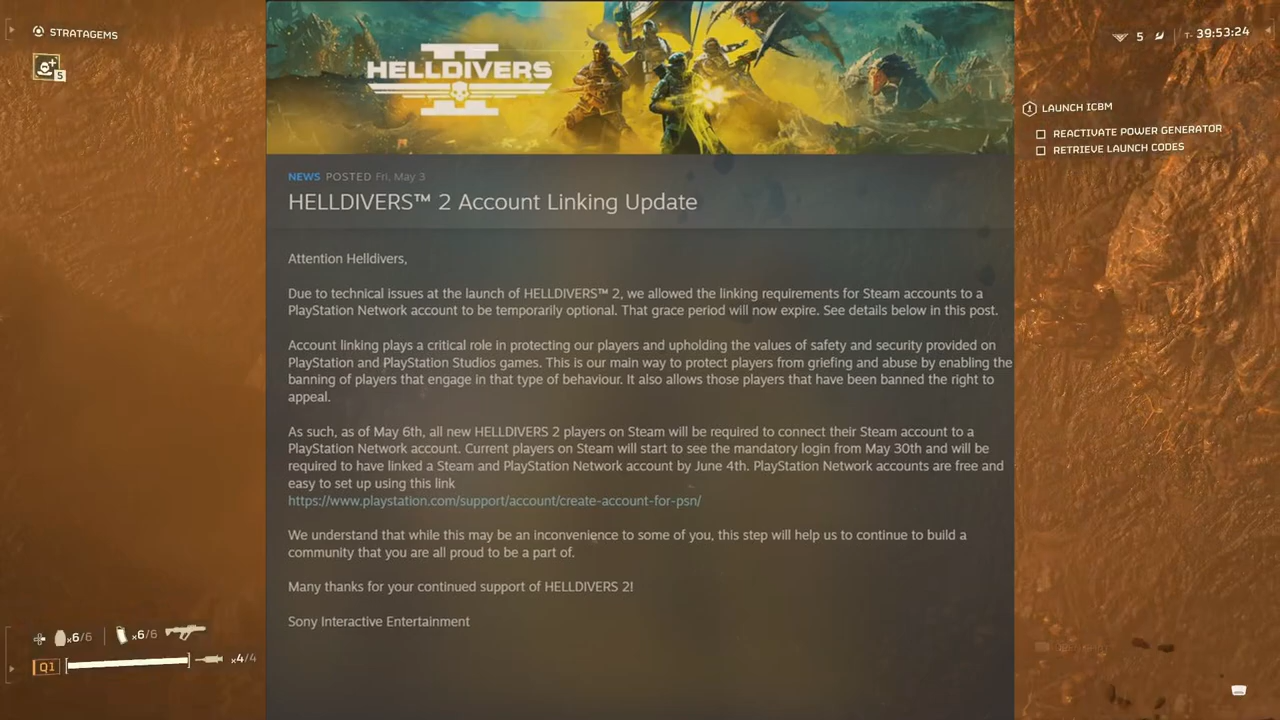 STRATAGEMS
5
5
T- 39:53:24
LAUNCH ICBM
REACTIVATE POWER GENERATOR
RETRIEVE LAUNCH CODES
HELLDIVERS
II
NEWS POSTED Fri, May 3
HELLDIVERS™ 2 Account Linking Update
Attention Helldivers,
Due to technical issues at the launch of HELLDIVERS™ 2, we allowed the linking requirements for Steam accounts to a
PlayStation Network account to be temporarily optional. That grace period will now expire. See details below in this post.
Account linking plays a critical role in protecting our players and upholding the values of safety and security provided on
PlayStation and PlayStation Studios games. This is our main way to protect players from griefing and abuse by enabling the
banning of players that engage in that type of behaviour. It also allows those players that have been banned the right to
appeal.
As such, as of May 6th, all new HELLDIVERS 2 players on Steam will be required to connect their Steam account to a
PlayStation Network account. Current players on Steam will start to see the mandatory login from May 30th and will be
required to have linked a Steam and PlayStation Network account by June 4th. PlayStation Network accounts are free and
easy to set up using this link
https://www.playstation.com/support/account/create-account-for-psn/
We understand that while this may be an inconvenience to some of you, this step will help us to continue to build a
community that you are all proud to be a part of.
Many thanks for your continued support of HELLDIVERS 2!
Sony Interactive Entertainment
x6/6
x6/6
Q1
x4/4